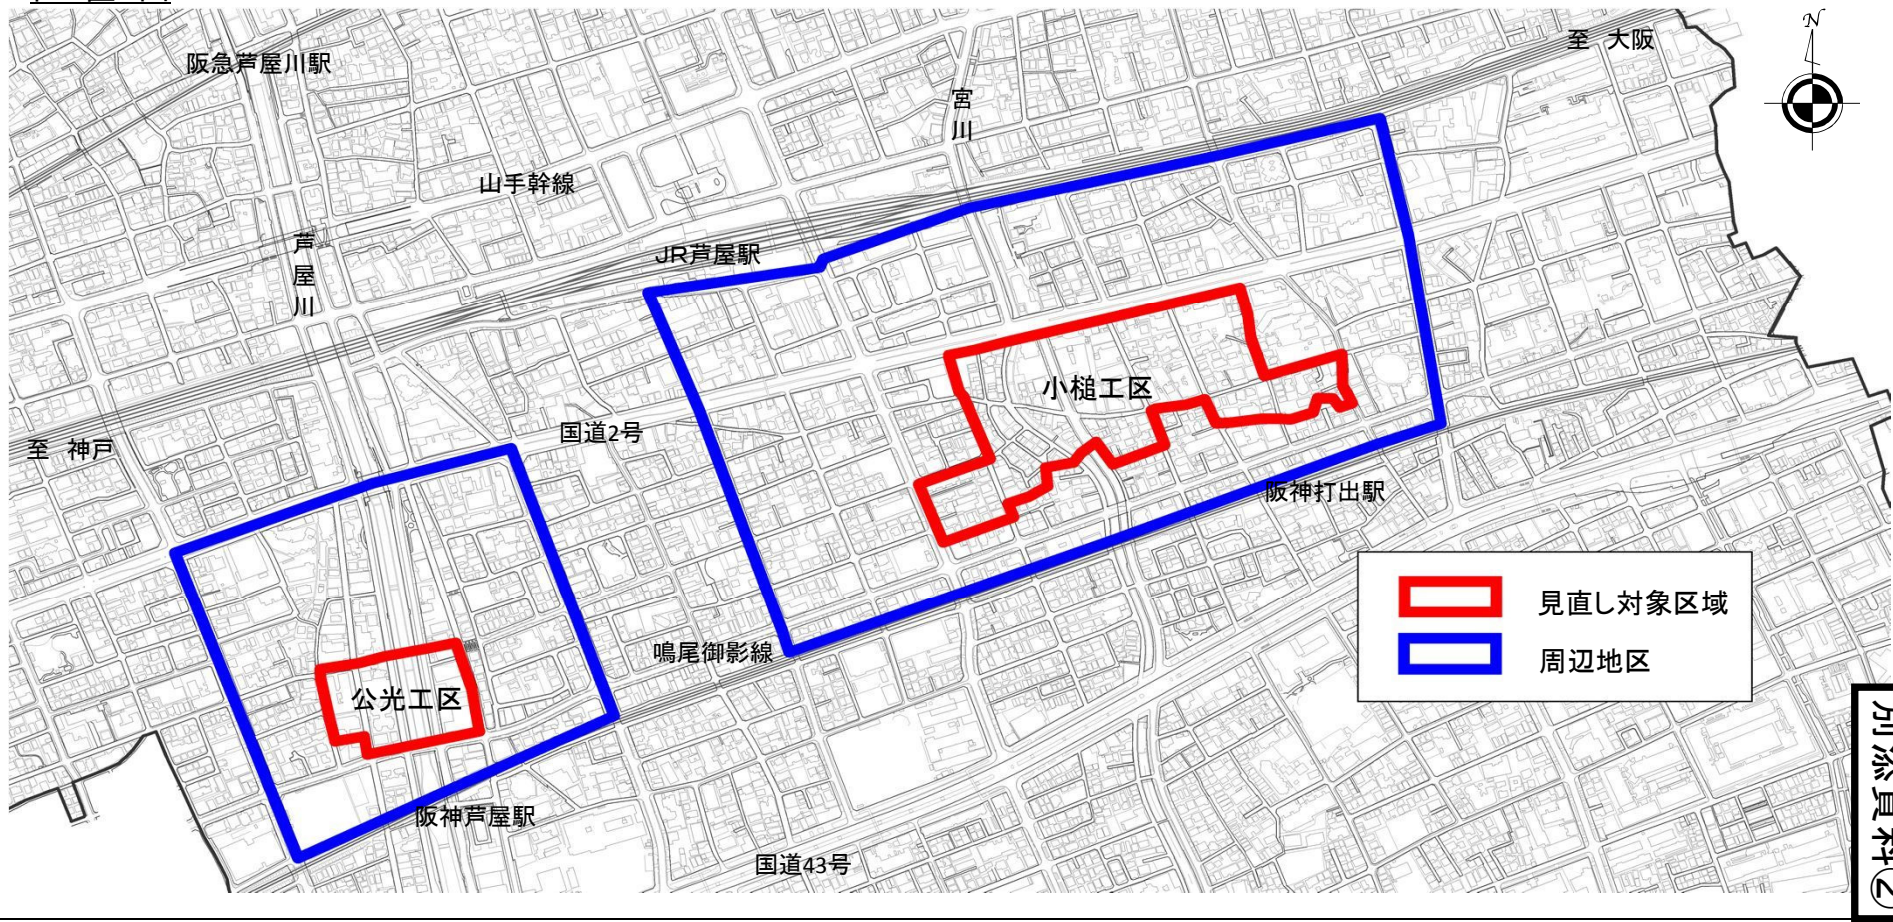 N
至 大阪
阪急芦屋川駅
宮川
山手幹線
芦屋川
JR芦屋駅
小槌工区
国道2号
至 神戸
阪神打出駅
見直し対象区域
鳴尾御影線
周辺地区
公光工区
阪神芦屋駅
国道43号
別添資料②